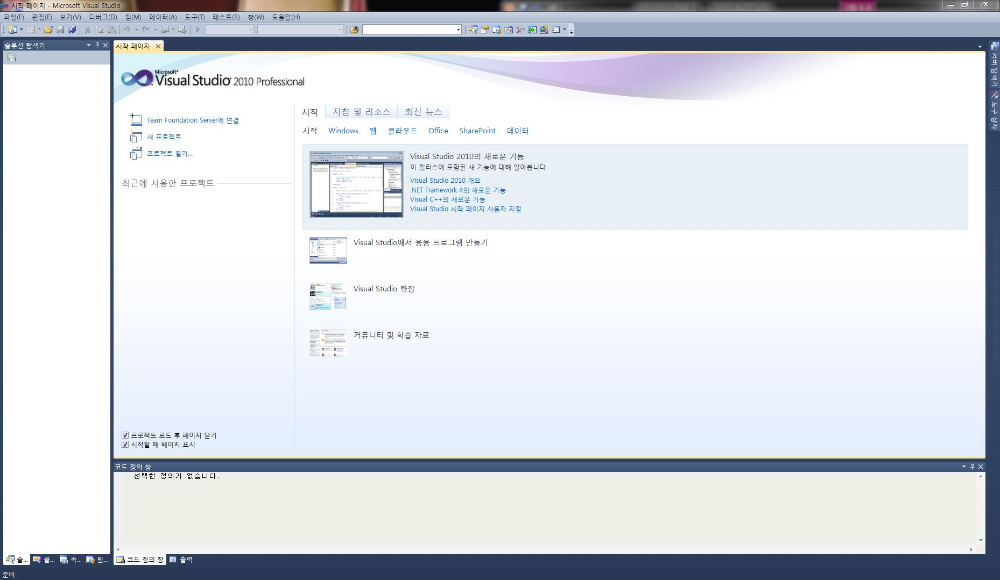 시작 페이지 - Microsoft Visual Studio
파일(F) 편집(E) 보기(V) 디버그(D) 팀(M) 데이터(A) 도구(T) 테스트(S) 창(W) 도움말(H)
솔루션 탐색기
시작 페이지
서버 탐색기
도구 상자
Microsoft®
Visual Studio® 2010 Professional
Team Foundation Server에 연결
새 프로젝트...
프로젝트 열기...
최근에 사용한 프로젝트
시작 지침 및 리소스 최신 뉴스
시작 Windows 웹 클라우드 Office SharePoint 데이터
Visual Studio 2010의 새로운 기능
이 릴리스에 포함된 새 기능에 대해 알아봅니다.
Visual Studio 2010 개요
.NET Framework 4의 새로운 기능
Visual C++의 새로운 기능
Visual Studio 시작 페이지 사용자 지정
Visual Studio에서 응용 프로그램 만들기
Visual Studio 확장
커뮤니티 및 학습 자료
프로젝트 로드 후 페이지 닫기
시작할 때 페이지 표시
코드 정의 창
선택한 정의가 없습니다.
솔... 클... 속... 팀... 코드 정의 창 출력
준비